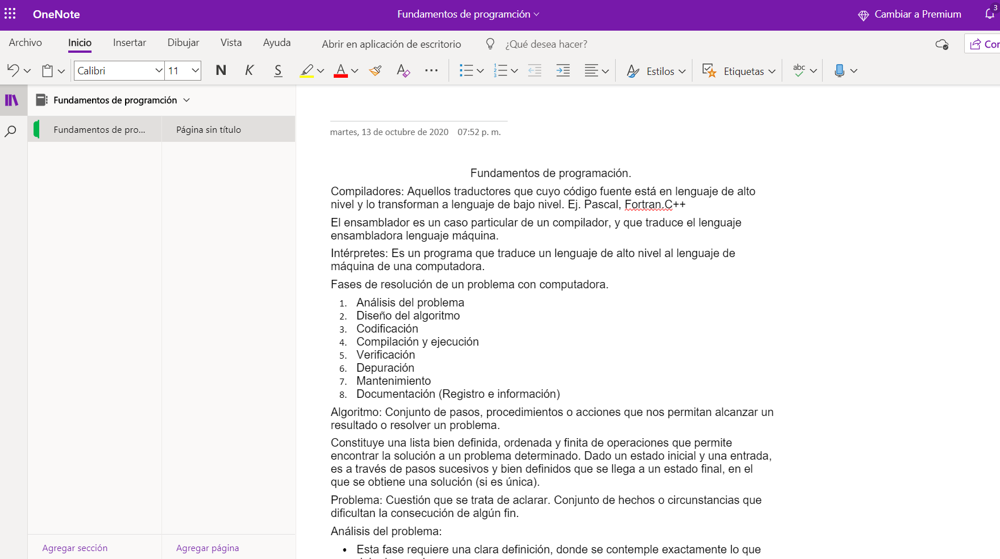 OneNote
Fundamentos de programción
Cambiar a Premium
3
Archivo Inicio Insertar Dibujar Vista Ayuda Abrir en aplicación de escritorio ¿Qué desea hacer?
Calibri 11 N K S A A Estilos Etiquetas abc
Fundamentos de programción
Fundamentos de pro... Página sin título
martes, 13 de octubre de 2020 07:52 p. m.
Fundamentos de programación.
Compiladores: Aquellos traductores que cuyo código fuente está en lenguaje de alto
nivel y lo transforman a lenguaje de bajo nivel. Ej. Pascal, Fortran.C++
El ensamblador es un caso particular de un compilador, y que traduce el lenguaje
ensambladora lenguaje máquina.
Intérpretes: Es un programa que traduce un lenguaje de alto nivel al lenguaje de
máquina de una computadora.
Fases de resolución de un problema con computadora.
1. Análisis del problema
2. Diseño del algoritmo
3. Codificación
4. Compilación y ejecución
5. Verificación
6. Depuración
7. Mantenimiento
8. Documentación (Registro e información)
Algoritmo: Conjunto de pasos, procedimientos o acciones que nos permitan alcanzar un
resultado o resolver un problema.
Constituye una lista bien definida, ordenada y finita de operaciones que permite
encontrar la solución a un problema determinado. Dado un estado inicial y una entrada,
es a través de pasos sucesivos y bien definidos que se llega a un estado final, en el
que se obtiene una solución (si es única).
Problema: Cuestión que se trata de aclarar. Conjunto de hechos o circunstancias que
dificultan la consecución de algún fin.
Análisis del problema:
• Esta fase requiere una clara definición, donde se contemple exactamente lo que
Agregar sección Agregar página